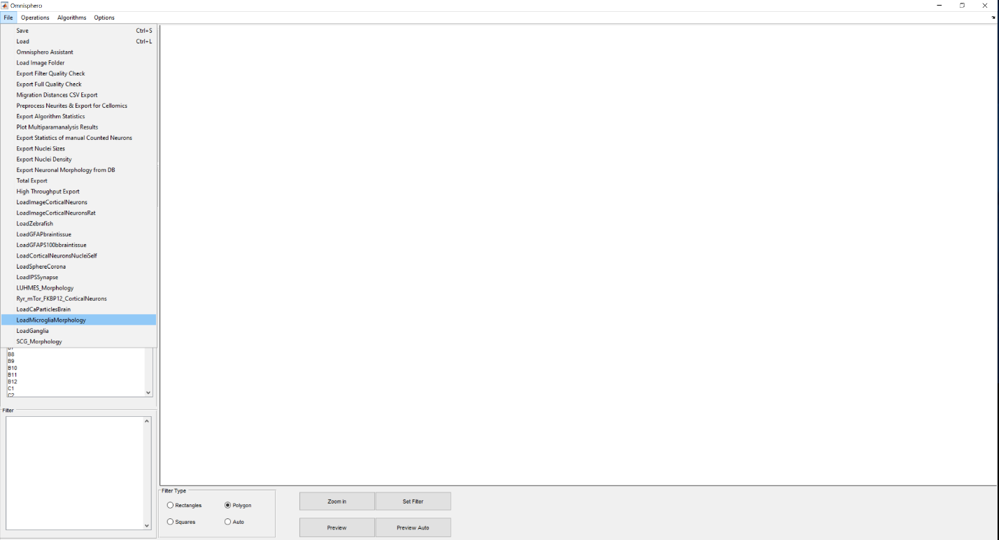 Omnisphero
File Operations Algorithms Options
Save Ctrl+S
Load Ctrl+L
Omnisphero Assistant
Load Image Folder
Export Filter Quality Check
Export Full Quality Check
Migration Distances CSV Export
Preprocess Neurites & Export for Cellomics
Export Algorithm Statistics
Plot Multiparamanalysis Results
Export Statistics of manual Counted Neurons
Export Nuclei Sizes
Export Nuclei Density
Export Neuronal Morphology from DB
Total Export
High Throughput Export
LoadImageCorticalNeurons
LoadImageCorticalNeuronsRat
LoadZebrafish
LoadGFAPbraintissue
LoadGFAPS100bbraintissue
LoadCorticalNeuronsNucleiSelf
LoadSphereCorona
LoadIPSSynapse
LUHMES_Morphology
Ryr_mTor_FKBP12_CorticalNeurons
LoadCaParticlesBrain
LoadMicrogliaMorphology
LoadGanglia
SCG_Morphology
B7
B8
B9
B10
B11
B12
C1
C2
Filter
Filter Type
Rectangles Polygon
Squares Auto
Zoom in Set Filter
Preview Preview Auto